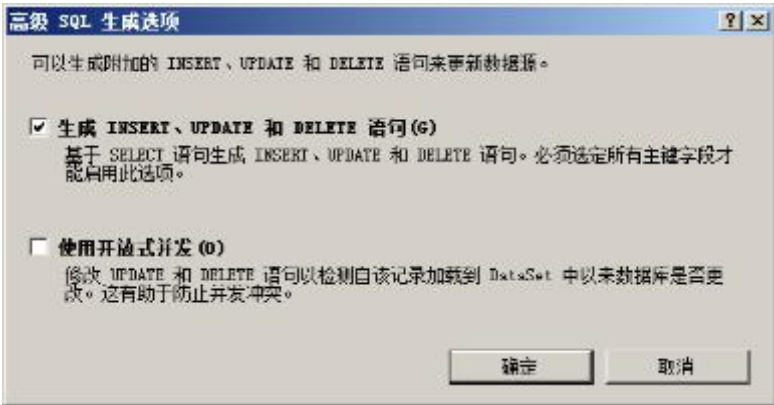 高级 SQL 生成选项
可以生成附加的 INSERT、UPDATE 和 DELETE 语句来更新数据源。
生成 INSERT、UPDATE 和 DELETE 语句(G)
基于 SELECT 语句生成 INSERT、UPDATE 和 DELETE 语句。必须选定所有主键字段才
能启用此选项。
使用开放式并发(O)
修改 UPDATE 和 DELETE 语句以检测自该记录加载到 DataSet 中以来数据库是否更
改。这有助于防止并发冲突。
确定
取消